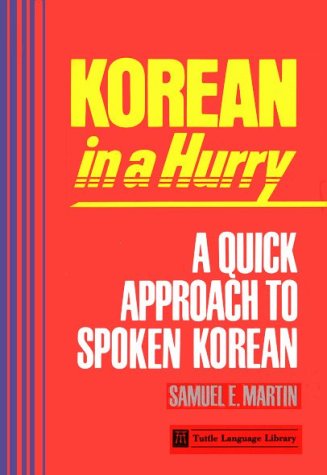 KOREAN
in a Hurry
A QUICK
APPROACH TO
SPOKEN KOREAN
SAMUEL E. MARTIN
Tuttle Language Library